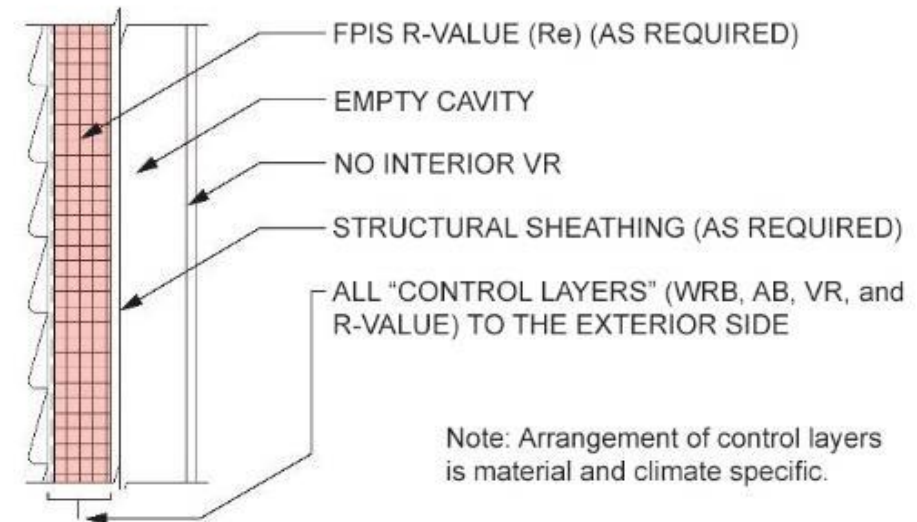 FPIS R-VALUE (Re) (AS REQUIRED)
EMPTY CAVITY
NO INTERIOR VR
STRUCTURAL SHEATHING (AS REQUIRED)
ALL “CONTROL LAYERS” (WRB, AB, VR, and
R-VALUE) TO THE EXTERIOR SIDE
Note: Arrangement of control layers
is material and climate specific.